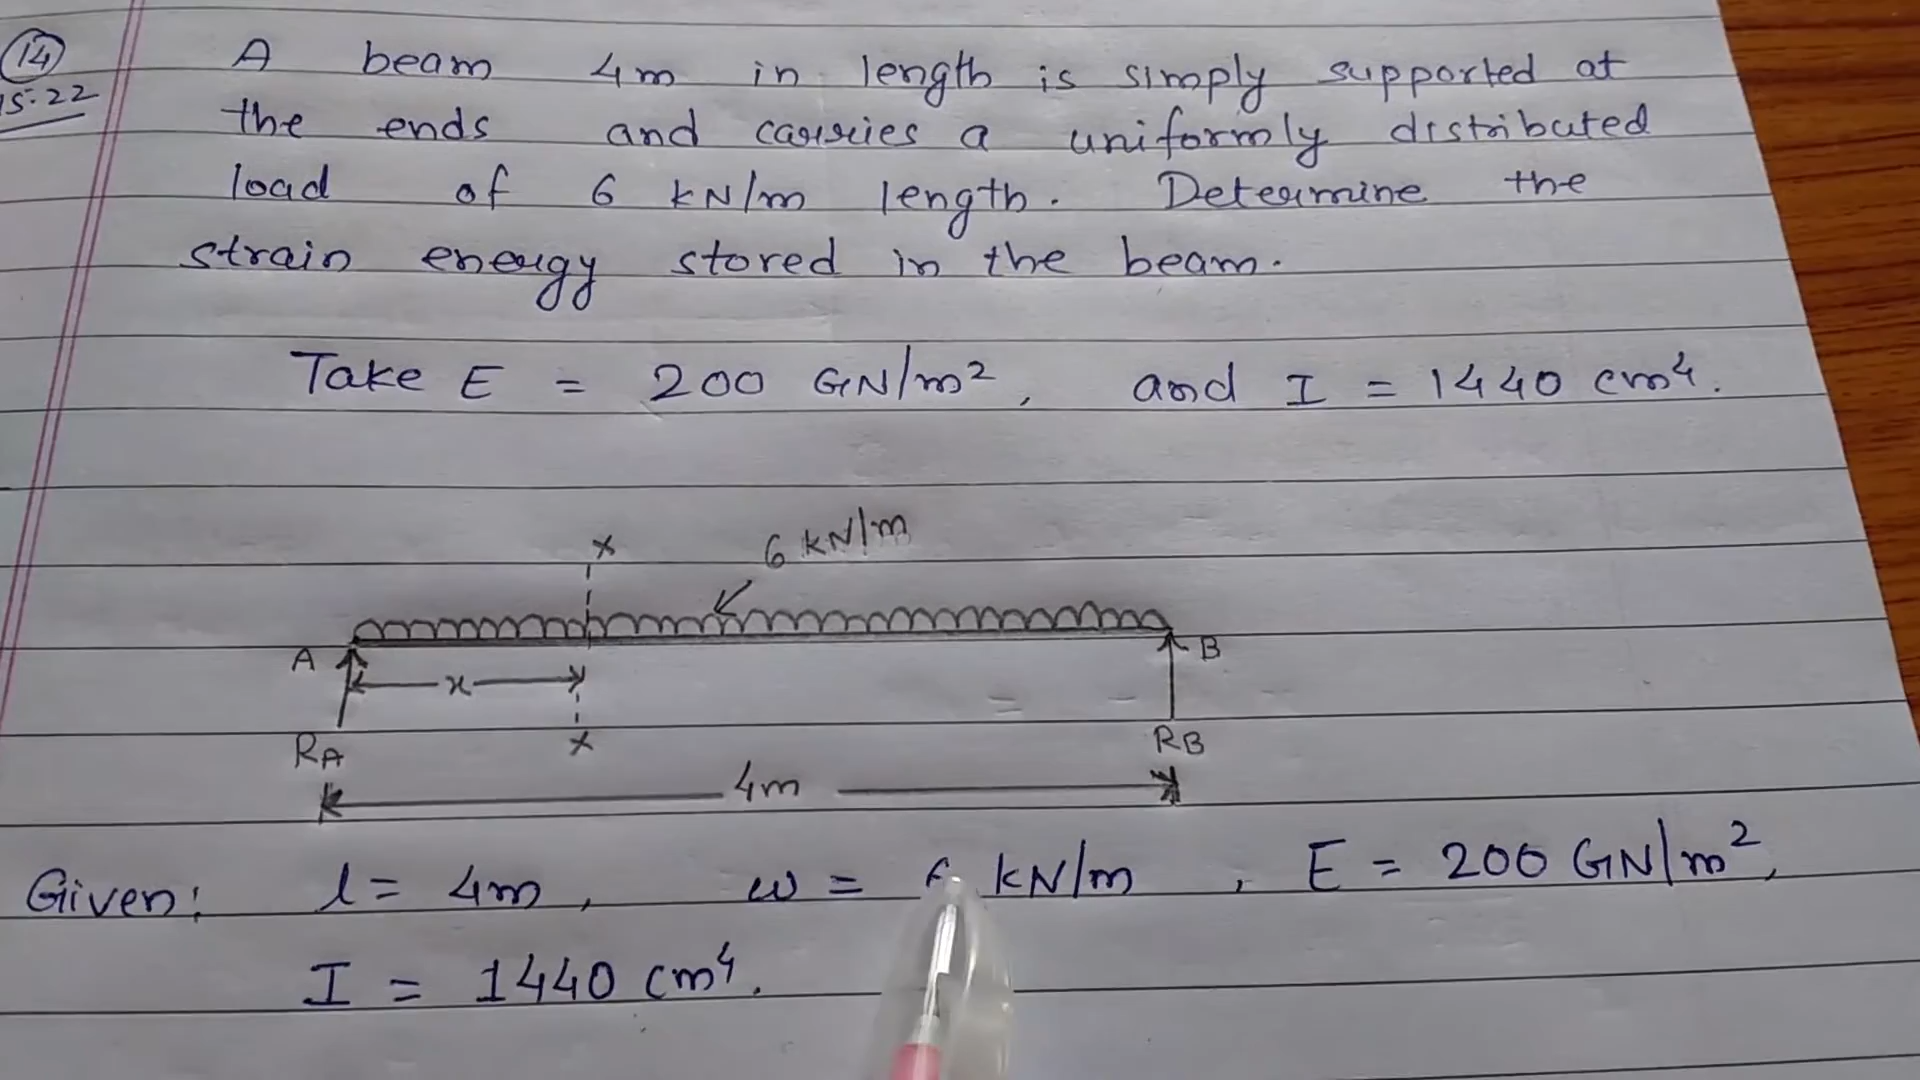 14
15.22
A beam 4m in length is simply supported at
the ends and carries a uniformly distributed
load of 6 kN/m length. Determine the
strain energy stored in the beam.
Take E = 200 GN/m², and I = 1440 cm⁴.
x 6 kN/m
A B
x
RA x RB
4m
Given: l = 4m, w = 6 kN/m, E = 200 GN/m²,
I = 1440 cm⁴.